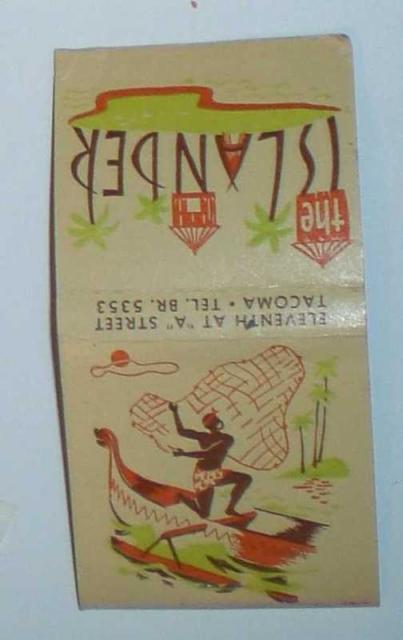 the
ISLANDER
ELEVENTH AT "A" STREET
TACOMA • TEL. BR. 5353